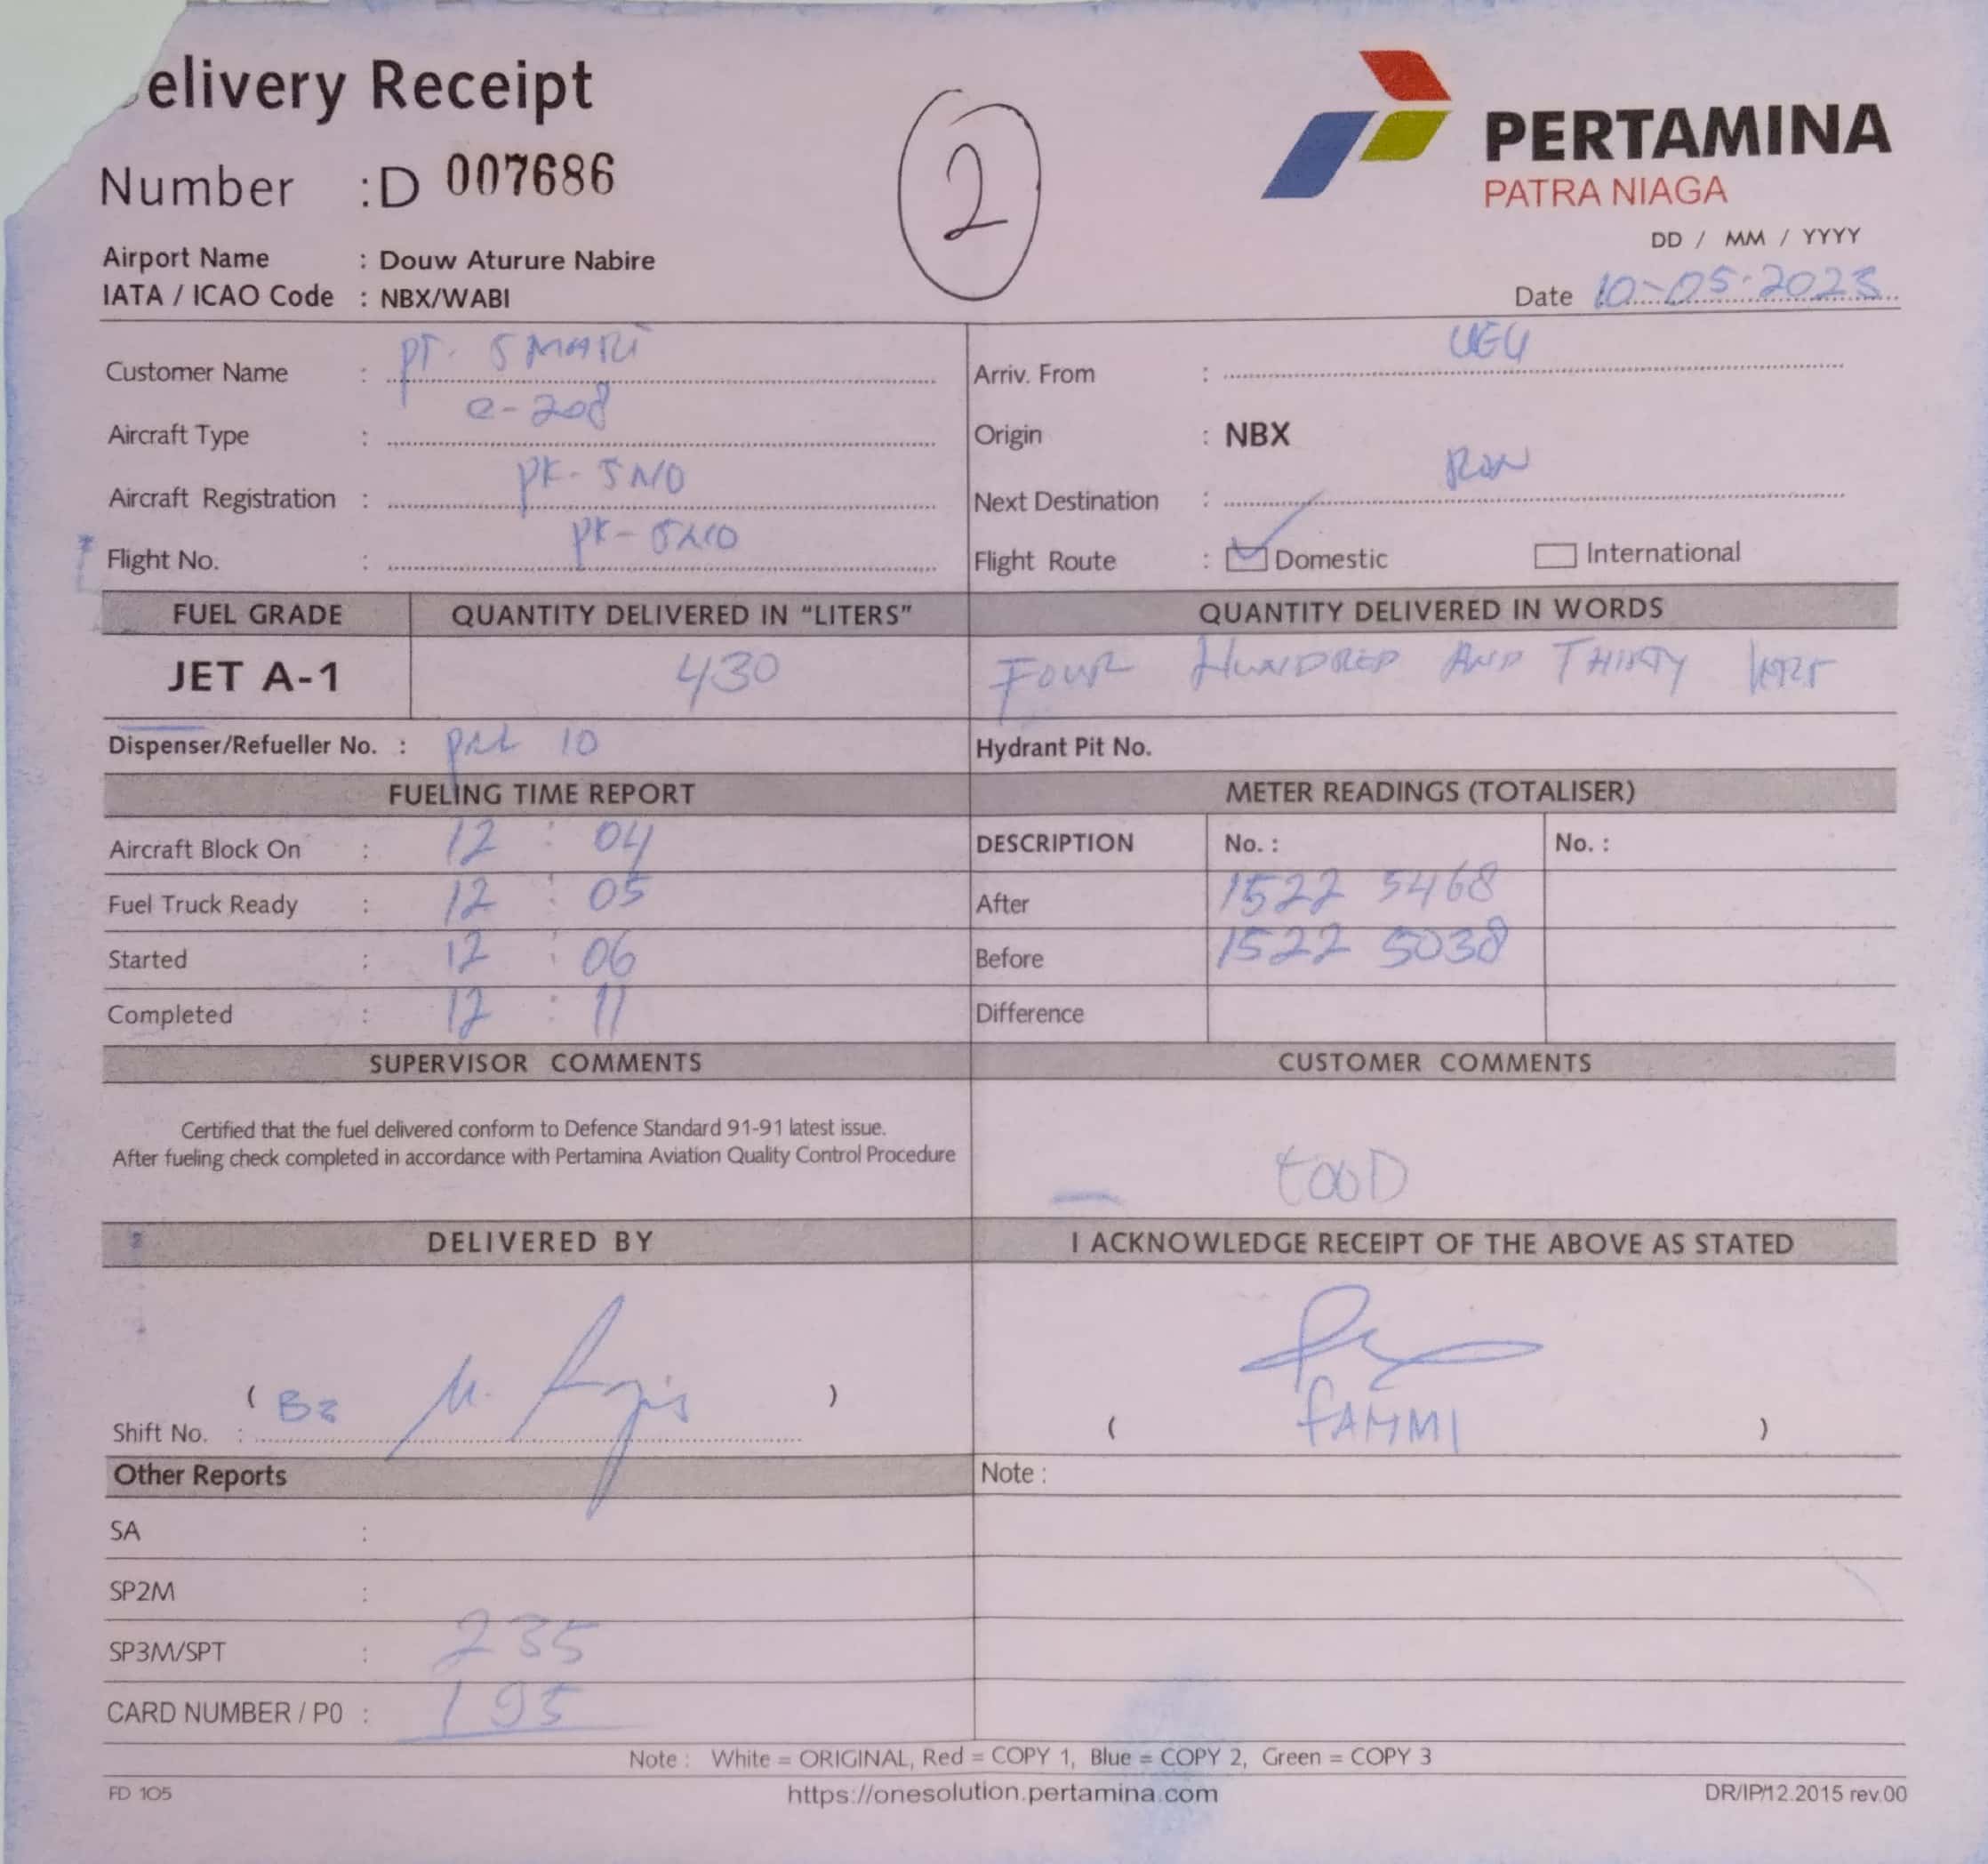 elivery Receipt
2
PERTAMINA
PATRA NIAGA
Number : D 007686
DD / MM / YYYY
Airport Name : Douw Aturure Nabire
IATA / ICAO Code : NBX/WABI
Date 10-05-2023
Customer Name : PT. SMART
Arriv. From :
Aircraft Type : C-208
Origin : NBX
Aircraft Registration : PK-SNO
Next Destination :
Flight No. : PK-SNO
Flight Route : Domestic International
FUEL GRADE QUANTITY DELIVERED IN "LITERS" QUANTITY DELIVERED IN WORDS
JET A-1 430 FOUR HUNDRED AND THIRTY
Dispenser/Refueller No. : 10
Hydrant Pit No.
FUELING TIME REPORT METER READINGS (TOTALISER)
Aircraft Block On : 12 : 04
DESCRIPTION No. : No. :
Fuel Truck Ready : 12 : 05
After 1522 5468
Started : 12 : 06
Before 1522 5038
Completed : 12 : 11
Difference
SUPERVISOR COMMENTS CUSTOMER COMMENTS
Certified that the fuel delivered conform to Defence Standard 91-91 latest issue.
After fueling check completed in accordance with Pertamina Aviation Quality Control Procedure
DELIVERED BY I ACKNOWLEDGE RECEIPT OF THE ABOVE AS STATED
( )
Shift No. :
( FAHMI )
Other Reports Note :
SA :
SP2M :
SP3M/SPT : 235
CARD NUMBER / P0 : 195
Note : White = ORIGINAL, Red = COPY 1, Blue = COPY 2, Green = COPY 3
FD 105 https://onesolution.pertamina.com DR/IP/12.2015 rev.00